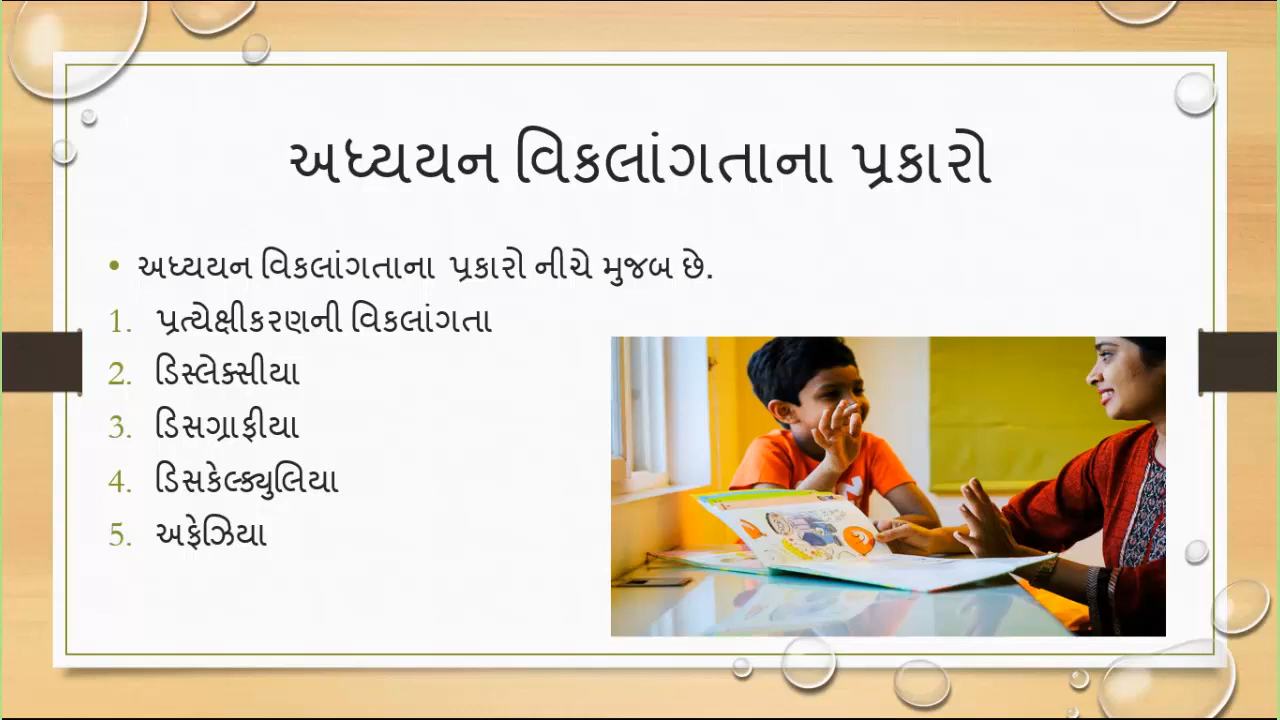 અધ્યયન વિકલાંગતાના પ્રકારો
• અધ્યયન વિકલાંગતાના પ્રકારો નીચે મુજબ છે.
1. પ્રત્યેક્ષીકરણની વિકલાંગતા
2. ડિસ્લેક્સીયા
3. ડિસગ્રાફીયા
4. ડિસકેલ્ક્યુલિયા
5. અફેઝિયા